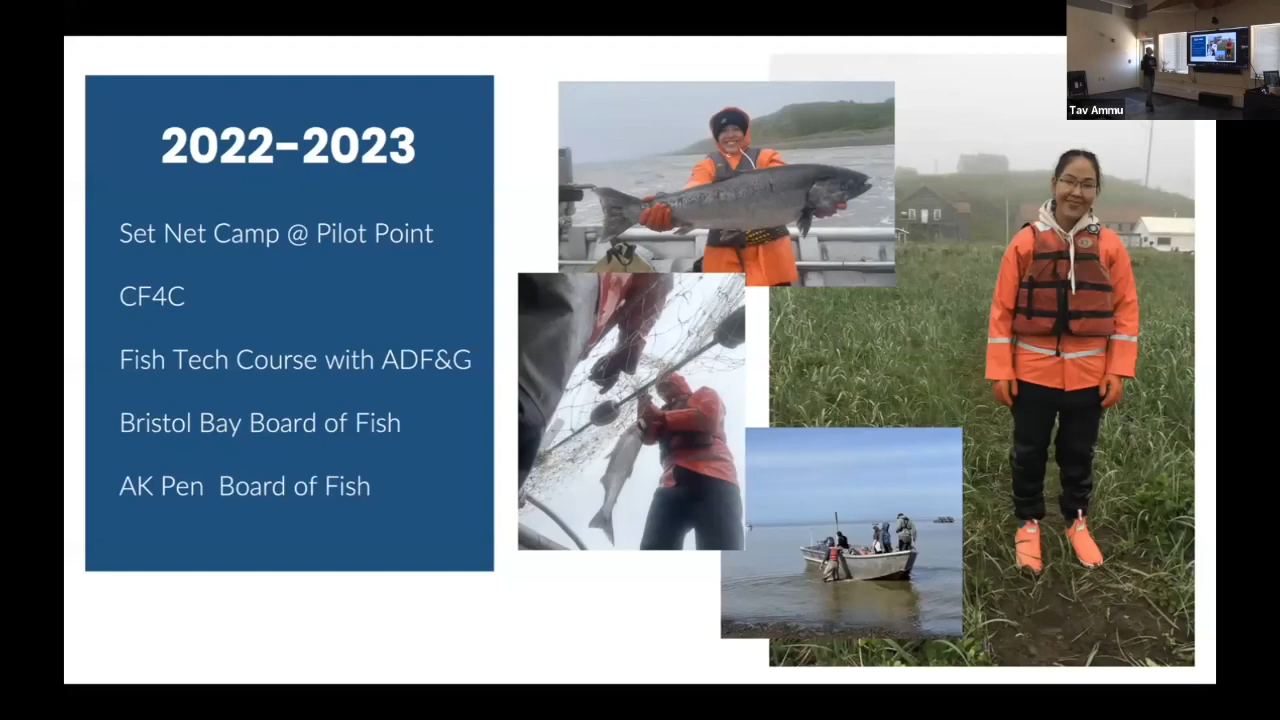 2022-2023
Set Net Camp @ Pilot Point
CF4C
Fish Tech Course with ADF&G
Bristol Bay Board of Fish
AK Pen  Board of Fish
Tav Ammu